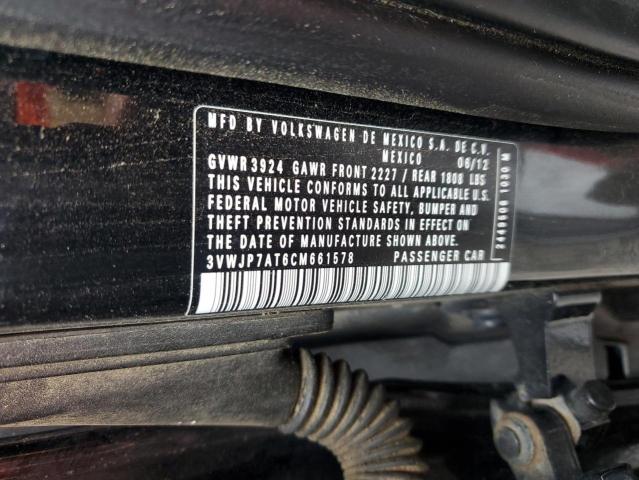 MFD BY VOLKSWAGEN DE MEXICO S.A. DE C.V.
MEXICO 06/12
GVWR 3924 GAWR FRONT 2227 / REAR 1808 LBS
THIS VEHICLE CONFORMS TO ALL APPLICABLE U.S.
FEDERAL MOTOR VEHICLE SAFETY, BUMPER AND
THEFT PREVENTION STANDARDS IN EFFECT ON
THE DATE OF MANUFACTURE SHOWN ABOVE.
3VWJP7AT6CM661578 PASSENGER CAR
1030 M